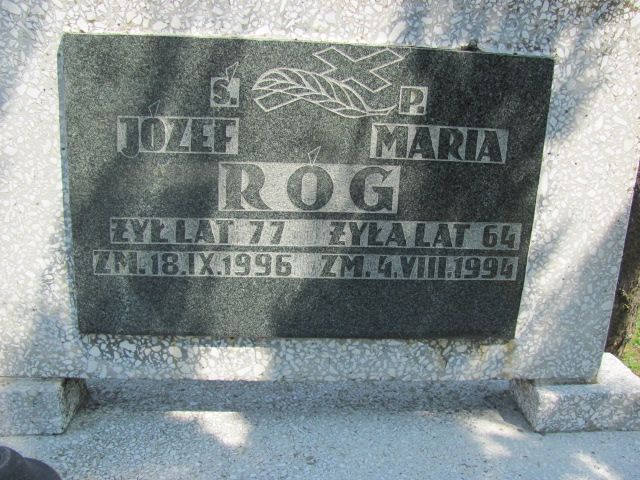 Ś. P.
JÓZEF MARIA
RÓG
ŻYŁ LAT 77 ŻYŁA LAT 64
ZM. 18.IX.1996 ZM. 4.VIII.1994